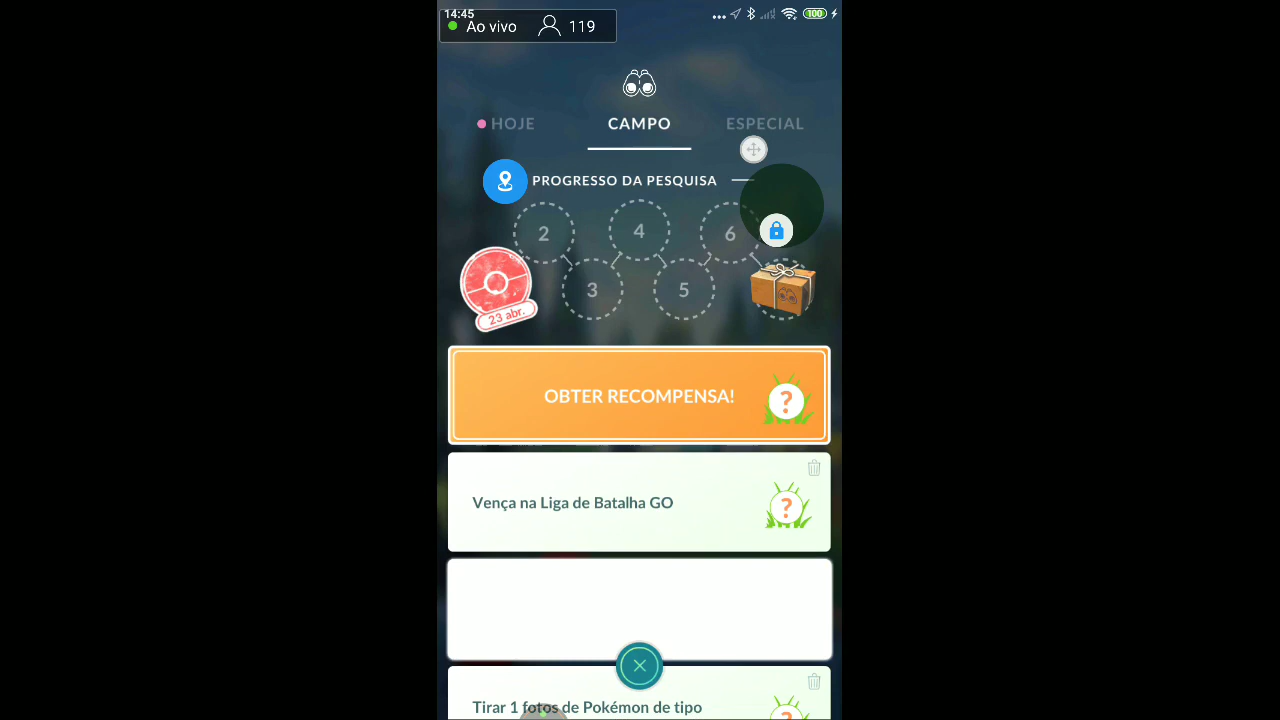 14:45
100
Ao vivo 119
HOJE CAMPO ESPECIAL
PROGRESSO DA PESQUISA
2 4 6
3 5
23 abr.
OBTER RECOMPENSA!
?
Vença na Liga de Batalha GO
?
Tirar 1 fotos de Pokémon de tipo
?